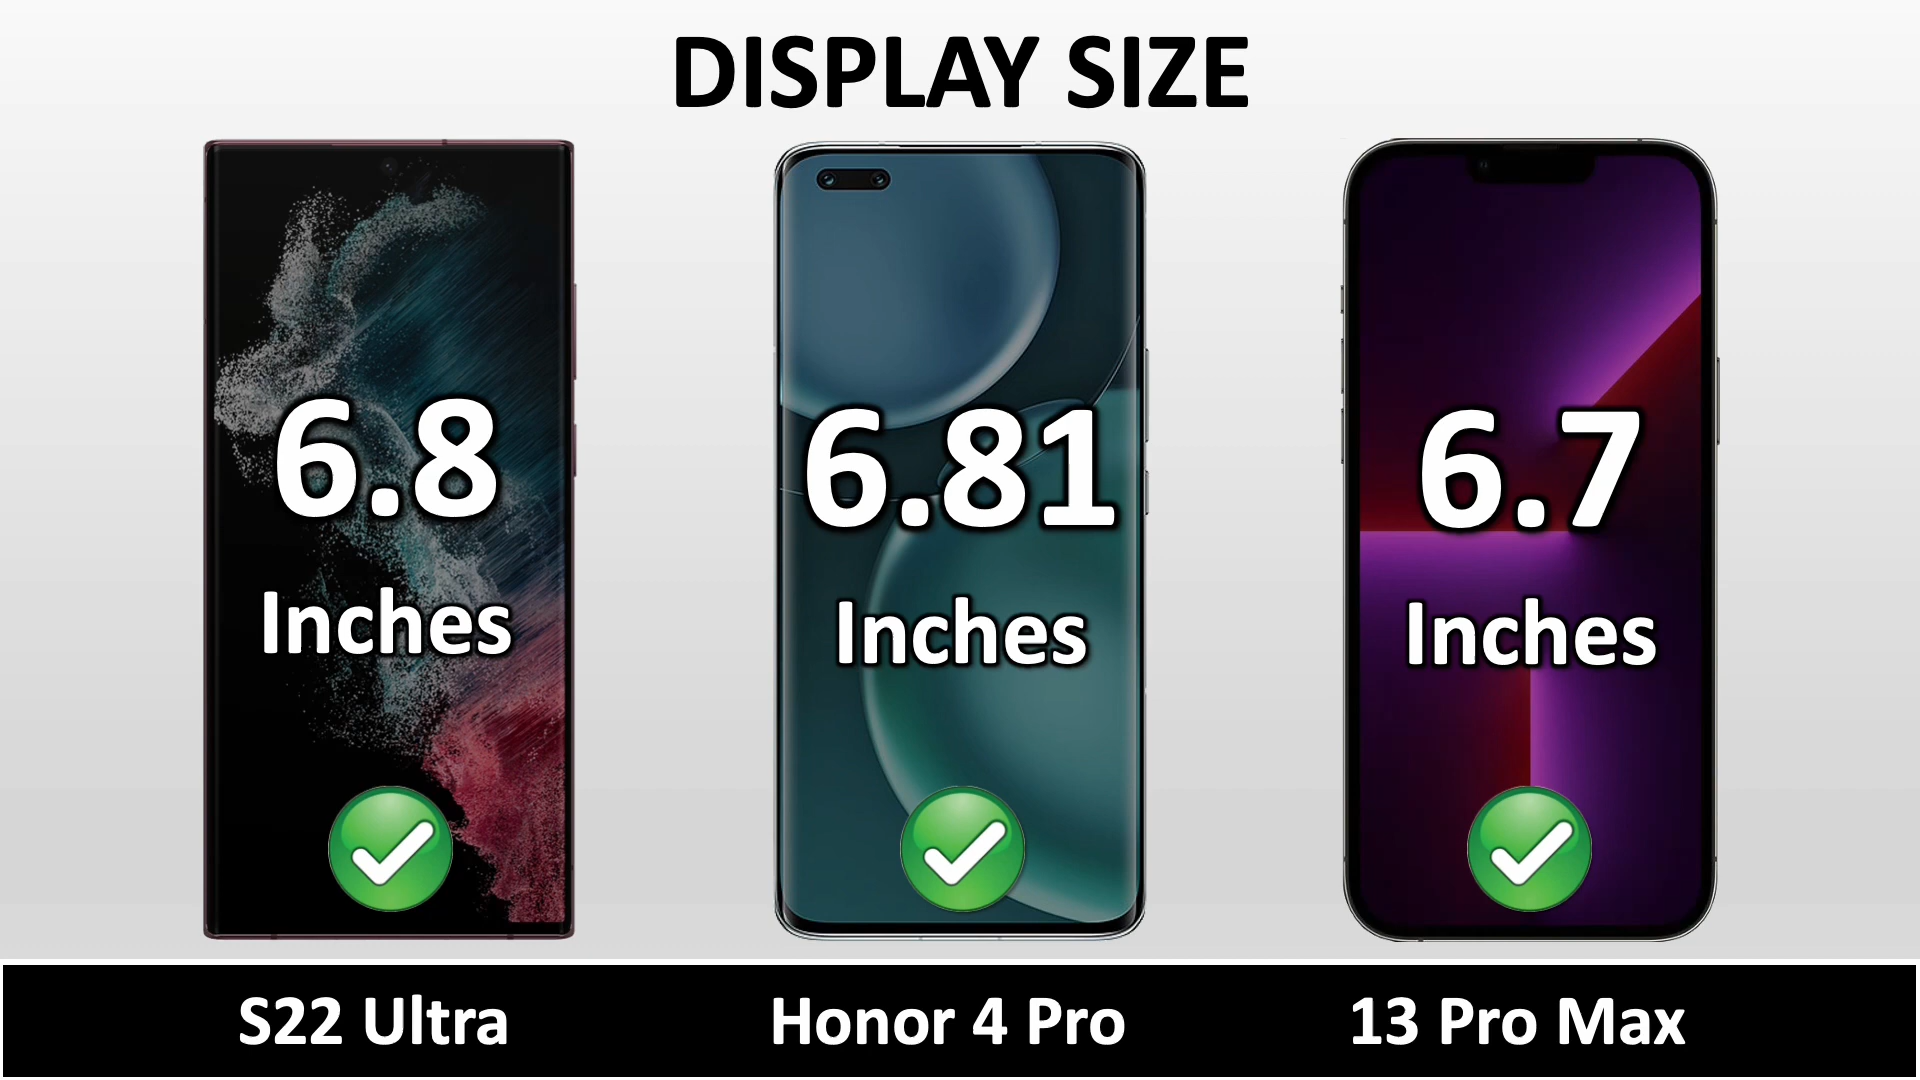 DISPLAY SIZE
6.8
Inches
6.81
Inches
6.7
Inches
S22 Ultra
Honor 4 Pro
13 Pro Max